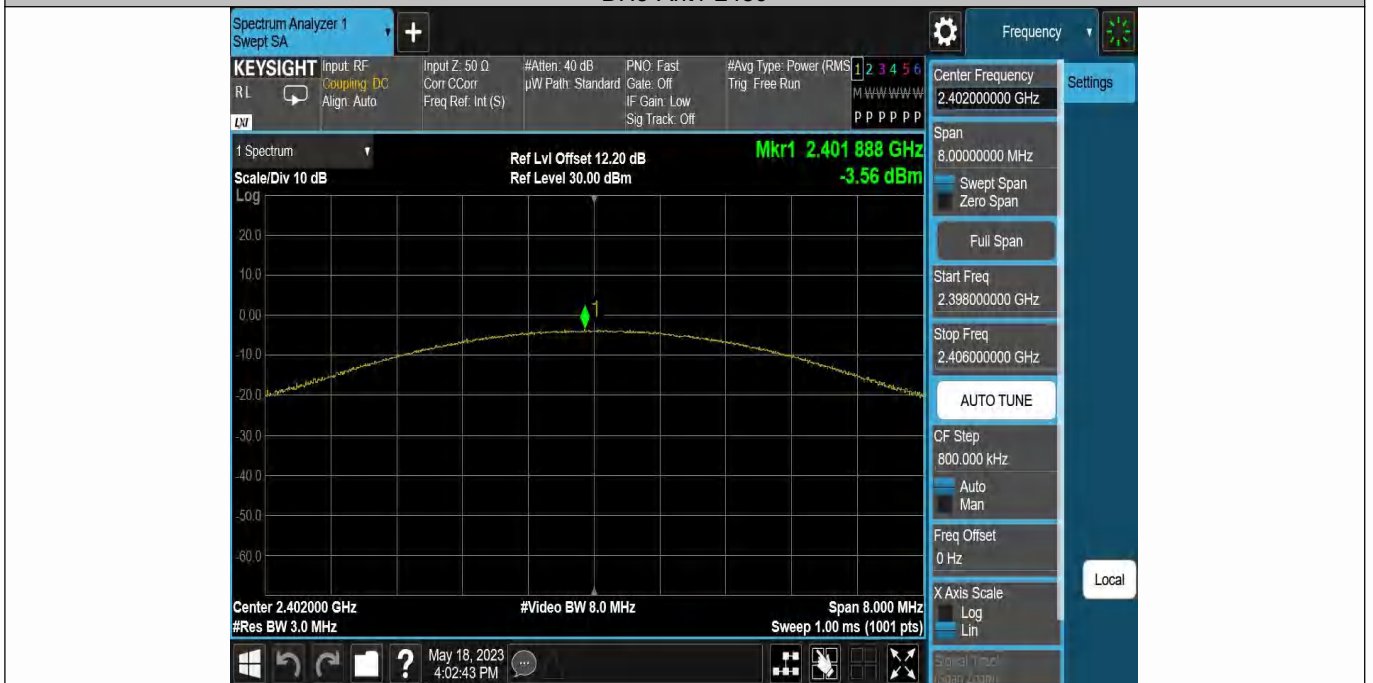 Spectrum Analyzer 1
Swept SA
+
Frequency
KEYSIGHT
RL
LXI
Input: RF
Coupling: DC
Align: Auto
Input Z: 50 Ω
Corr CCorr
Freq Ref: Int (S)
#Atten: 40 dB
µW Path: Standard
PNO: Fast
Gate: Off
IF Gain: Low
Sig Track: Off
#Avg Type: Power (RMS
Trig: Free Run
1 2 3 4 5 6
M W W W W W
P P P P P P
Center Frequency
2.402000000 GHz
Settings
Span
8.00000000 MHz
Swept Span
Zero Span
Full Span
Start Freq
2.398000000 GHz
Stop Freq
2.406000000 GHz
AUTO TUNE
CF Step
800.000 kHz
Auto
Man
Freq Offset
0 Hz
X Axis Scale
Log
Lin
Signal Track
(Span Zoom)
Local
1 Spectrum
Scale/Div 10 dB
Ref Lvl Offset 12.20 dB
Ref Level 30.00 dBm
Mkr1 2.401 888 GHz
-3.56 dBm
Log
20.0
10.0
0.00
1
-10.0
-20.0
-30.0
-40.0
-50.0
-60.0
Center 2.402000 GHz
#Video BW 8.0 MHz
Span 8.000 MHz
#Res BW 3.0 MHz
Sweep 1.00 ms (1001 pts)
?
May 18, 2023
4:02:43 PM